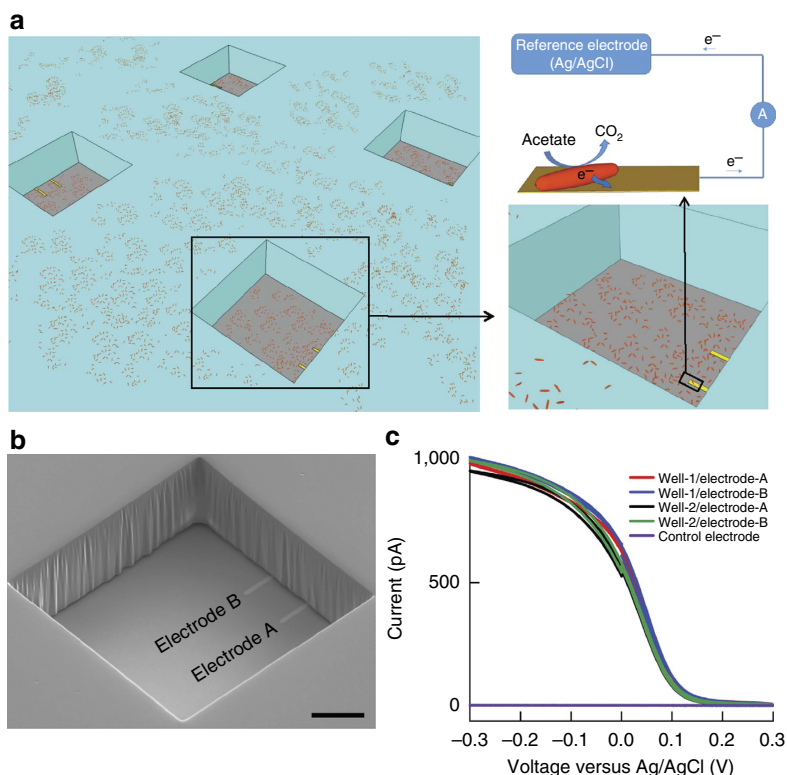 a
Reference electrode
(Ag/AgCl)
e⁻
A
Acetate
CO₂
e⁻
e⁻
b
Electrode B
Electrode A
c
1,000
500
0
Current (pA)
Well-1/electrode-A
Well-1/electrode-B
Well-2/electrode-A
Well-2/electrode-B
Control electrode
–0.3 –0.2 –0.1 0.0 0.1 0.2 0.3
Voltage versus Ag/AgCl (V)